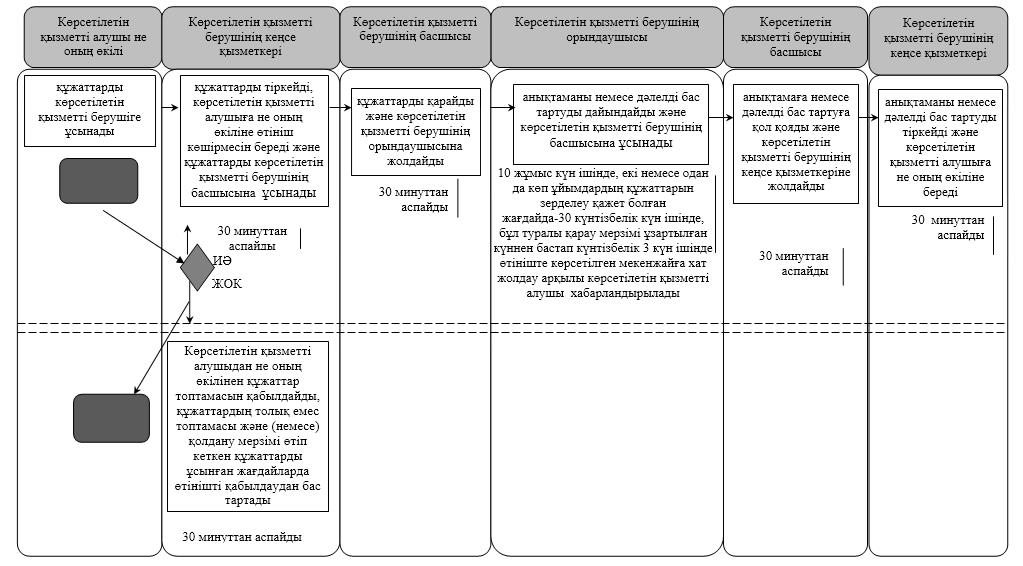 Көрсетілетін
қызметті алушы не
оның өкілі
Көрсетілетін қызметті
берушінің кеңсе
қызметкері
Көрсетілетін қызметті
берушінің басшысы
Көрсетілетін қызметті берушінің
орындаушысы
Көрсетілетін
қызметті берушінің
басшысы
Көрсетілетін
қызметті берушінің
кеңсе қызметкері
құжаттарды
көрсетілетін
қызметті берушіге
ұсынады
құжаттарды тіркейді,
көрсетілетін қызметті
алушыға не оның
өкіліне өтініш
көшірмесін береді және
құжаттарды көрсетілетін
қызметті берушінің
басшысына ұсынады
30 минуттан
аспайды
ИӘ
ЖОК
Көрсетілетін қызметті
алушыдан не оның
өкілінен құжаттар
топтамасын қабылдайды,
құжаттардың толық емес
топтамасы және (немесе)
қолдану мерзімі өтіп
кеткен құжаттарды
ұсынған жағдайларда
өтінішті қабылдаудан бас
тартады
30 минуттан аспайды
құжаттарды қарайды
және көрсетілетін
қызметті берушінің
орындаушысына
жолдайды
30 минуттан
аспайды
анықтаманы немесе дәлелді бас
тартуды дайындайды және
көрсетілетін қызметті берушінің
басшысына ұсынады
10 жұмыс күн ішінде, екі немесе одан
да көп ұйымдардың құжаттарын
зерделеу қажет болған
жағдайда-30 күнтізбелік күн ішінде,
бұл туралы қарау мерзімі ұзартылған
күннен бастап күнтізбелік 3 күн ішінде
өтініште көрсетілген мекенжайға хат
жолдау арқылы көрсетілетін қызметті
алушы хабарландырылады
анықтамаға немесе
дәлелді бас тартуға
қол қояды және
көрсетілетін
қызметті берушінің
кеңсе қызметкеріне
жолдайды
30 минуттан
аспайды
анықтаманы немесе
дәлелді бас тартуды
тіркейді және
көрсетілетін
қызметті алушыға
не оның өкіліне
береді
30 минуттан
аспайды